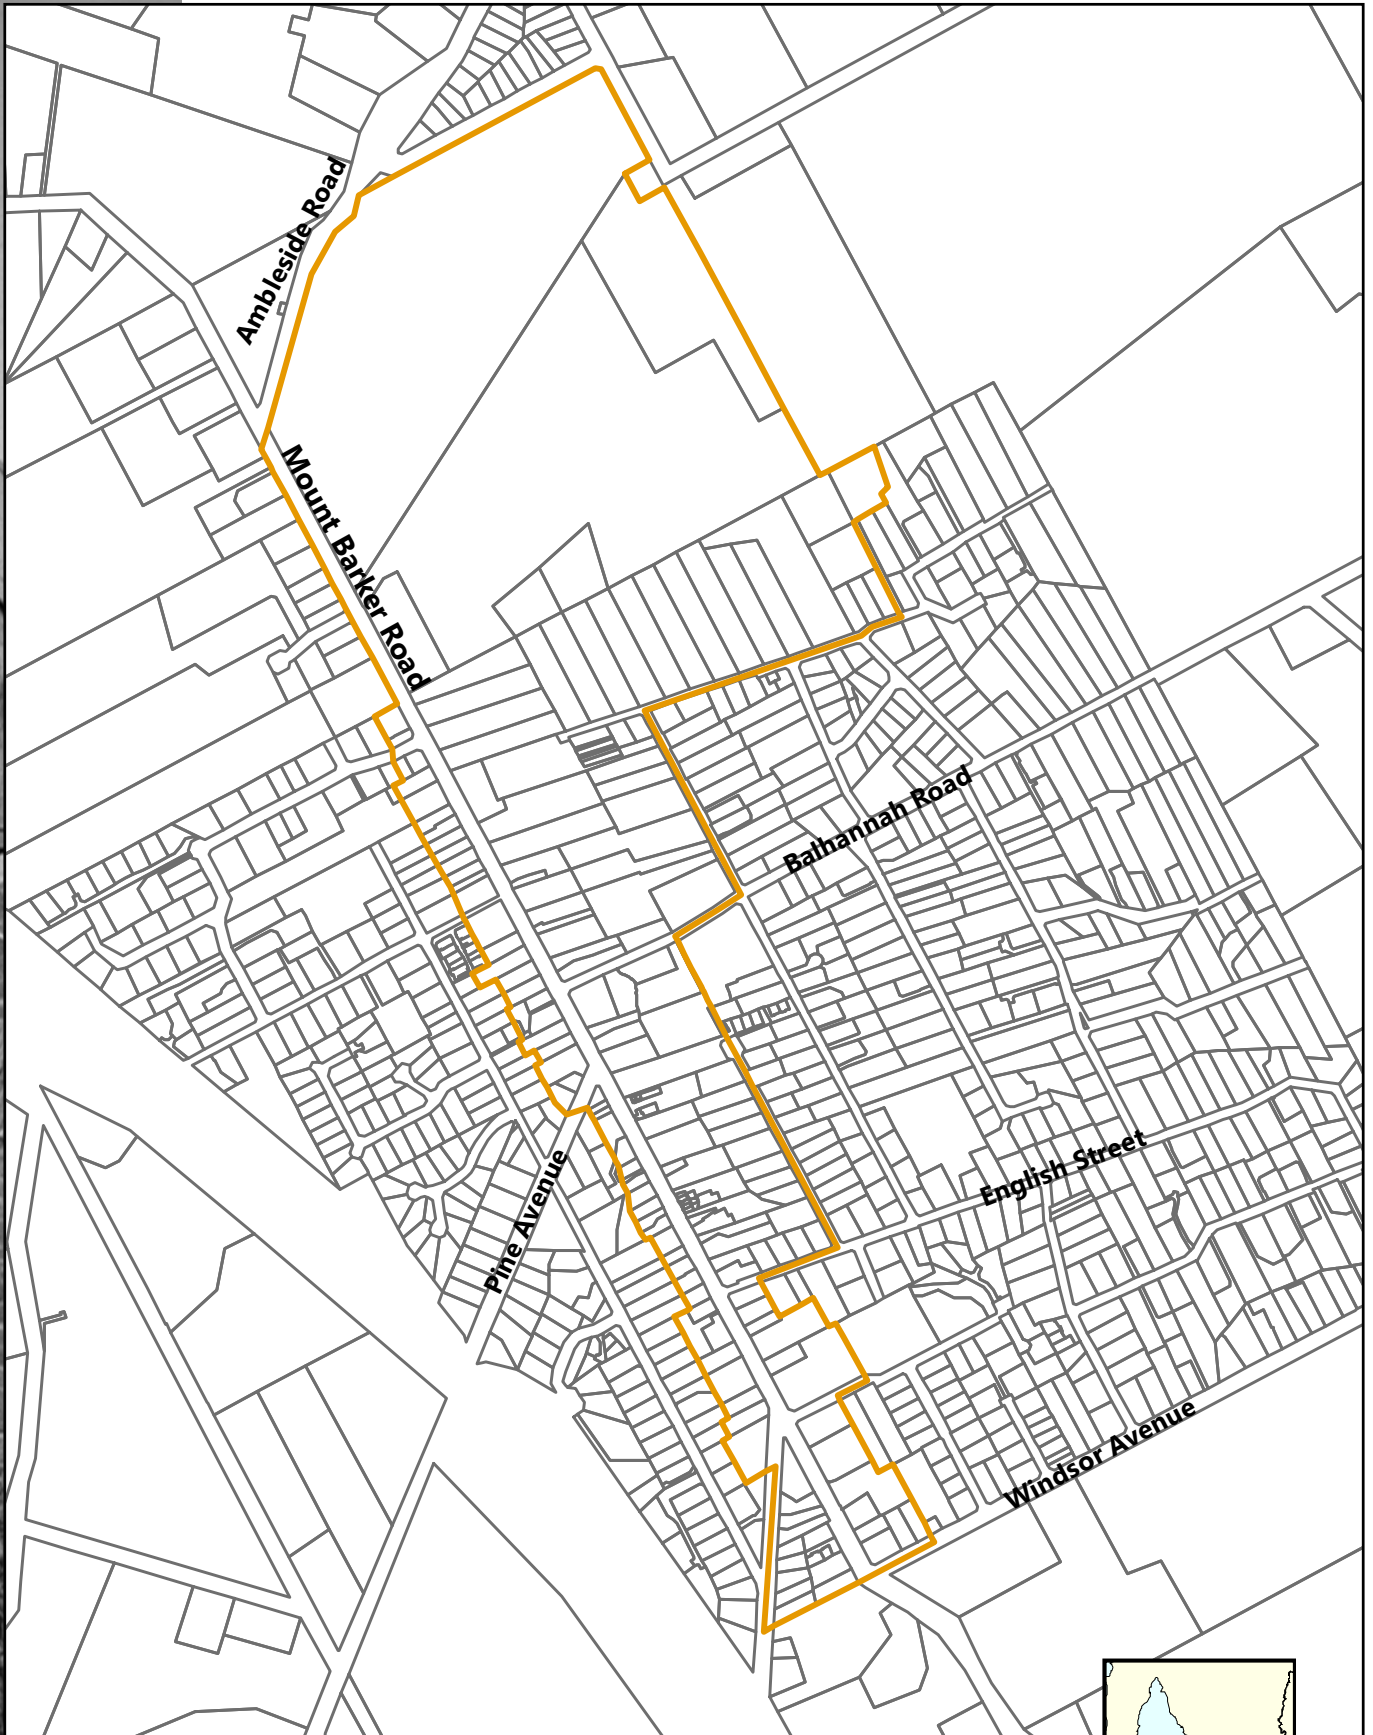 Ambleside Road
Mount Barker Road
Balhannah Road
English Street
Pine Avenue
Windsor Avenue